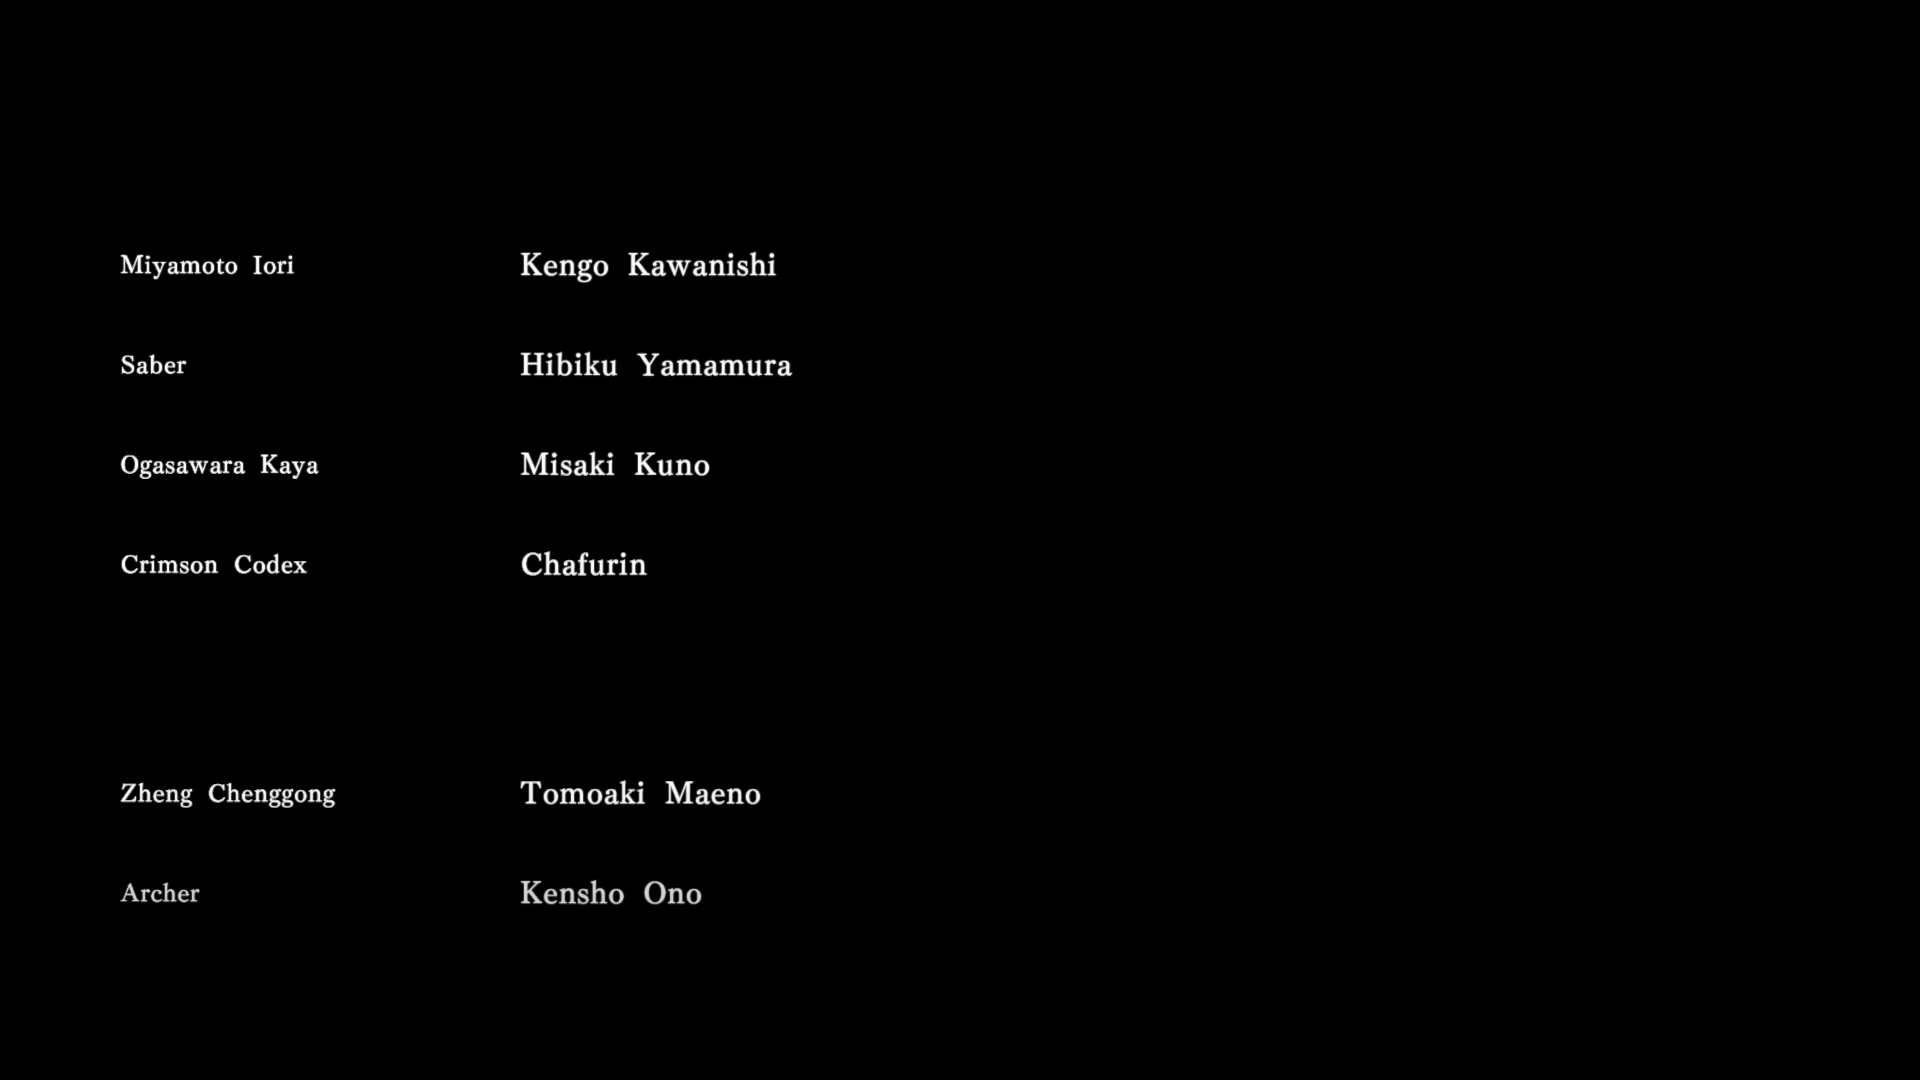 Miyamoto Iori Kengo Kawanishi
Saber Hibiku Yamamura
Ogasawara Kaya Misaki Kuno
Crimson Codex Chafurin
Zheng Chenggong Tomoaki Maeno
Archer Kensho Ono